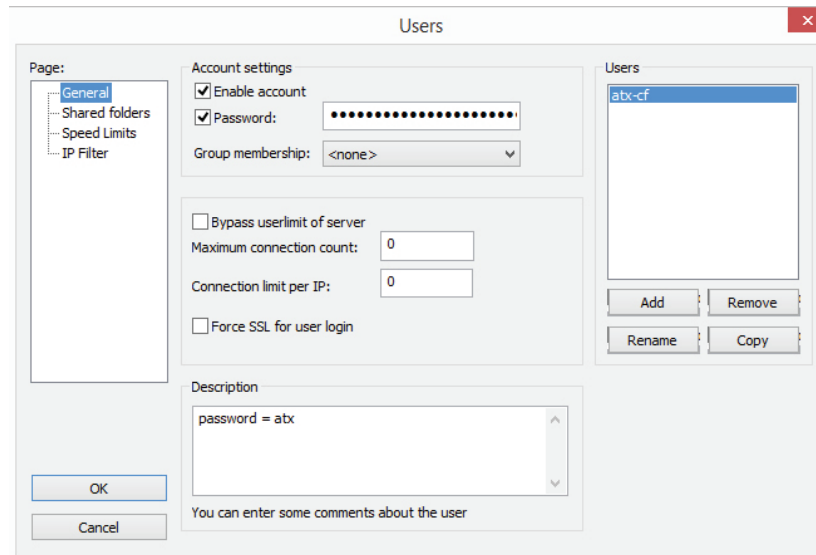 Users
Page:
General
Shared folders
Speed Limits
IP Filter
OK
Cancel
Account settings
Enable account
Password: ••••••••••••••••••••••
Group membership: <none>
Bypass userlimit of server
Maximum connection count: 0
Connection limit per IP: 0
Force SSL for user login
Description
password = atx
You can enter some comments about the user
Users
atx-cf
Add Remove
Rename Copy